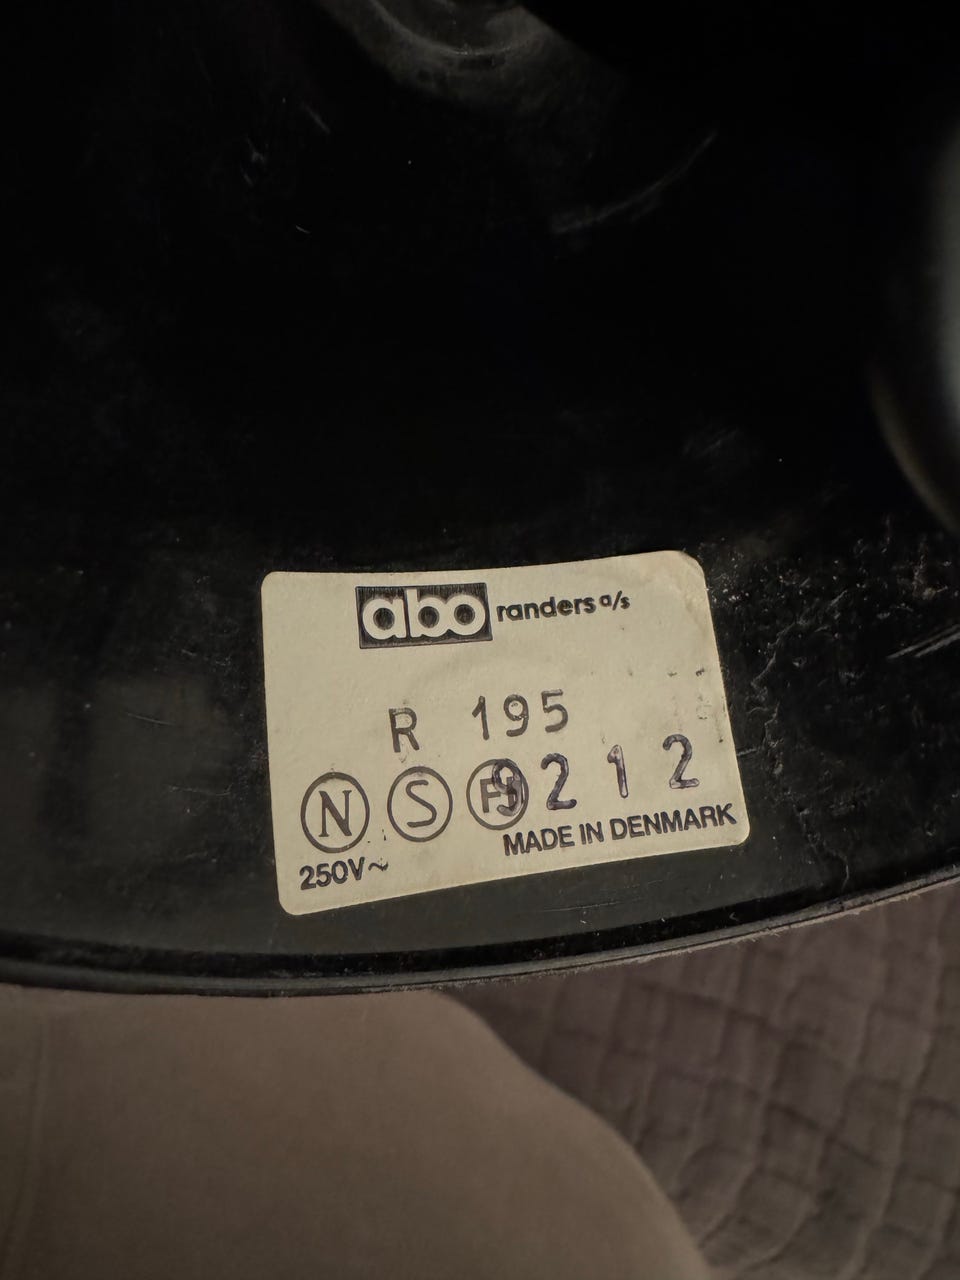 abo randers a/s
R 195
N S FI 9212
MADE IN DENMARK
250V~